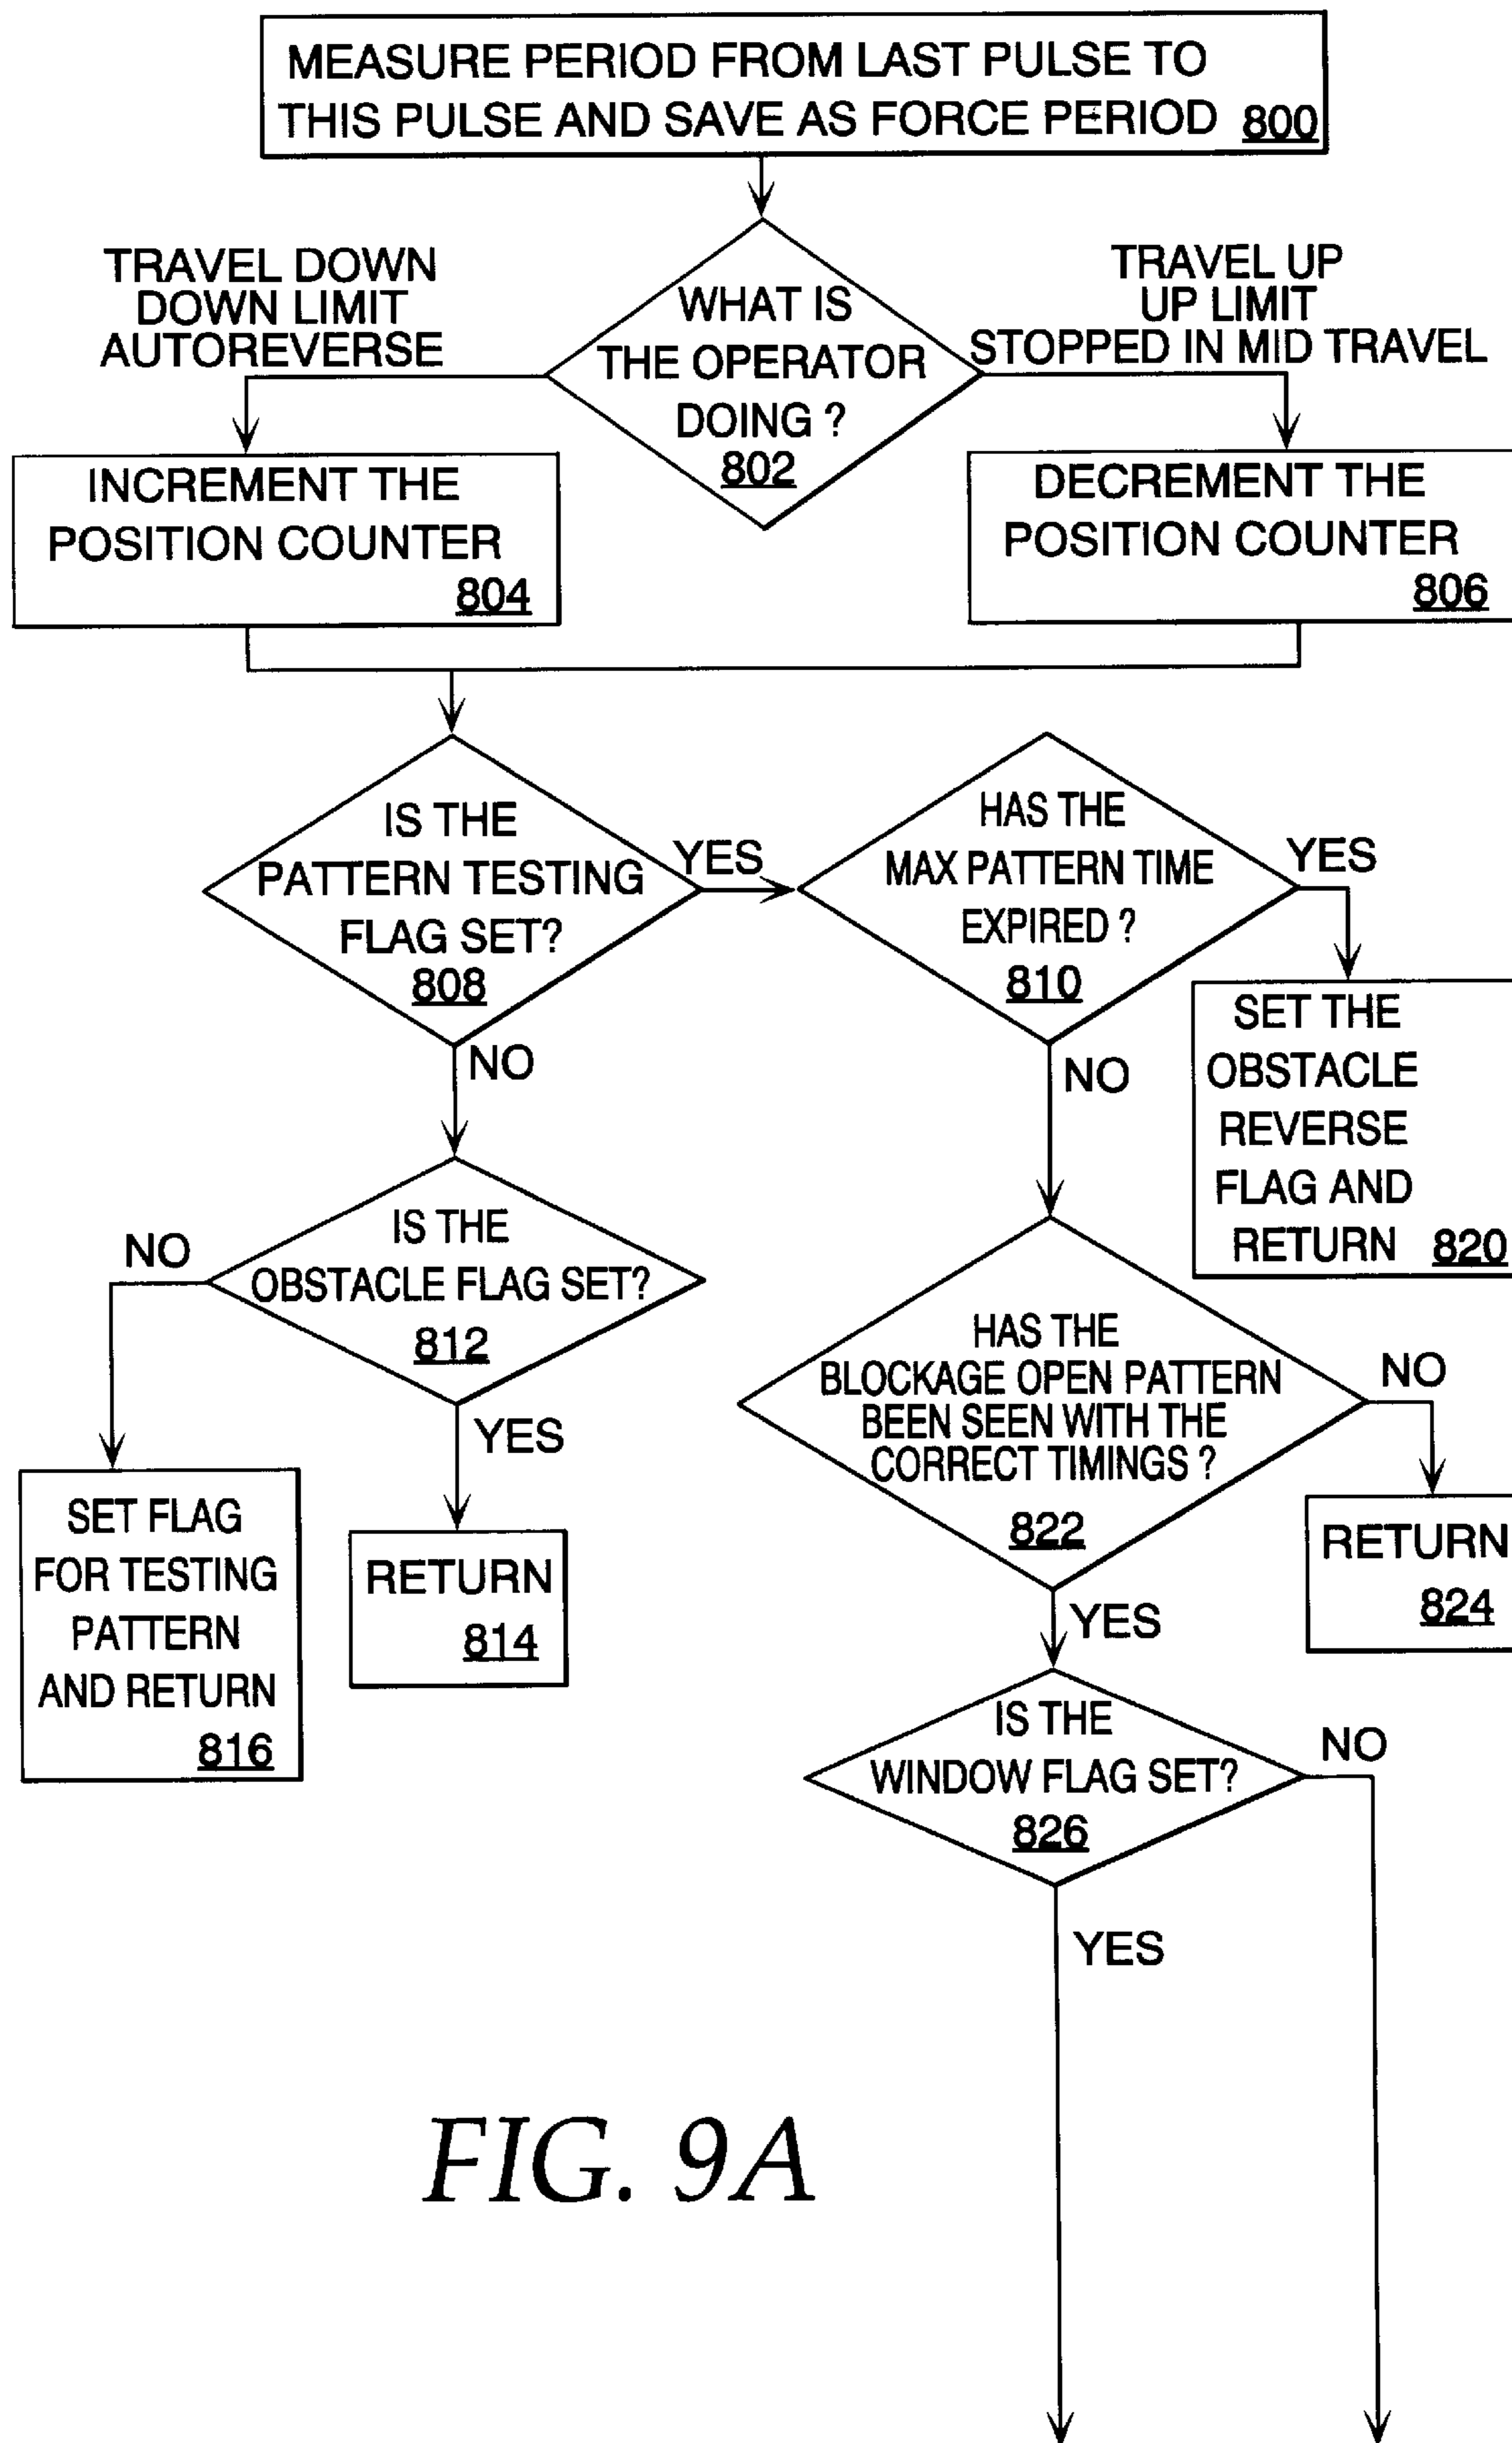 MEASURE PERIOD FROM LAST PULSE TO
THIS PULSE AND SAVE AS FORCE PERIOD 800
TRAVEL DOWN
DOWN LIMIT
AUTOREVERSE
WHAT IS
THE OPERATOR
DOING ?
802
TRAVEL UP
UP LIMIT
STOPPED IN MID TRAVEL
INCREMENT THE
POSITION COUNTER
804
DECREMENT THE
POSITION COUNTER
806
IS THE
PATTERN TESTING
FLAG SET?
808
YES
NO
HAS THE
MAX PATTERN TIME
EXPIRED ?
810
YES
NO
SET THE
OBSTACLE
REVERSE
FLAG AND
RETURN 820
IS THE
OBSTACLE FLAG SET?
812
NO
YES
SET FLAG
FOR TESTING
PATTERN
AND RETURN
816
RETURN
814
HAS THE
BLOCKAGE OPEN PATTERN
BEEN SEEN WITH THE
CORRECT TIMINGS ?
822
NO
YES
RETURN
824
IS THE
WINDOW FLAG SET?
826
NO
YES
FIG. 9A